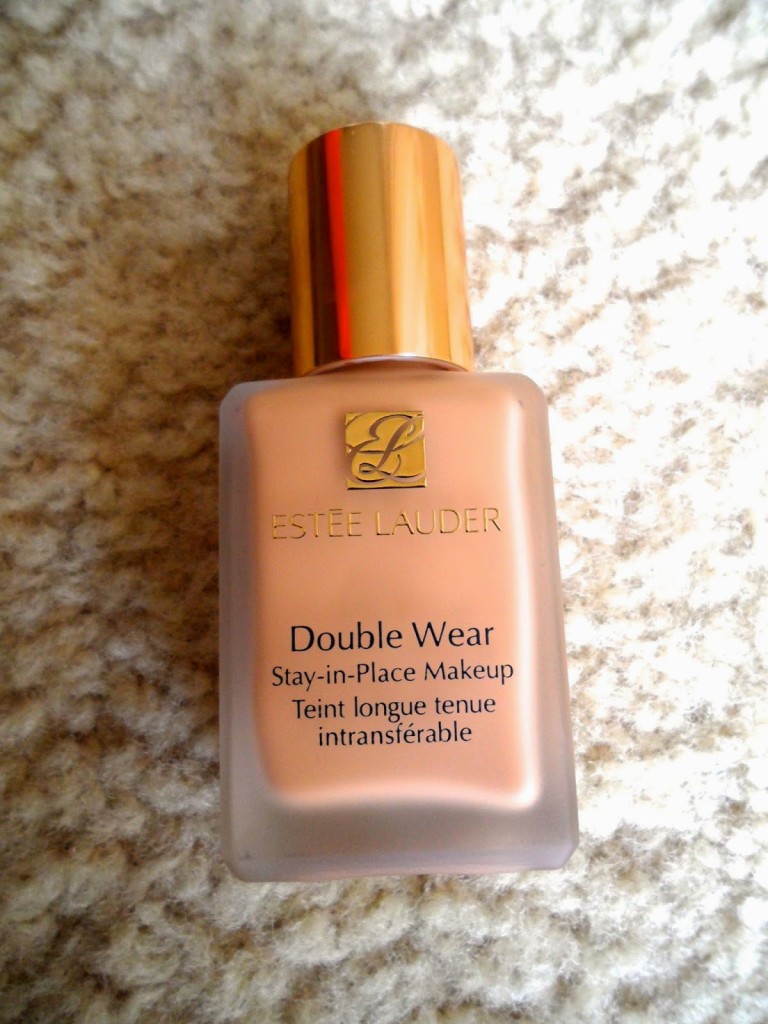 EL
ESTĒE LAUDER
Double Wear
Stay-in-Place Makeup
Teint longue tenue
intransférable